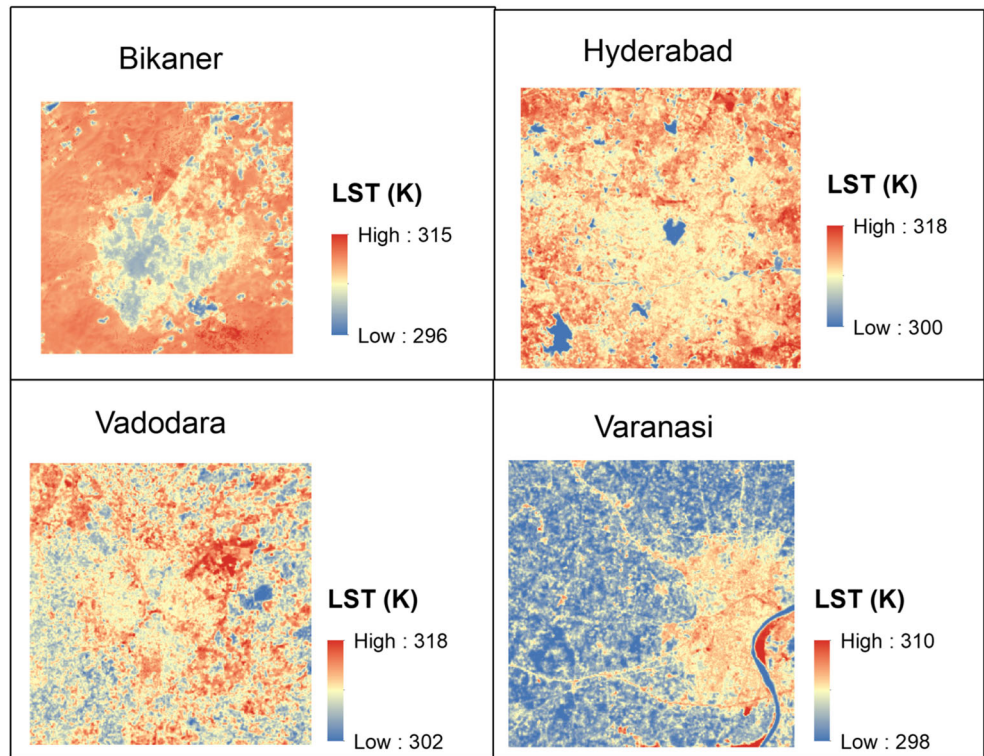 Bikaner
LST (K)
High : 315
Low : 296
Hyderabad
LST (K)
High : 318
Low : 300
Vadodara
LST (K)
High : 318
Low : 302
Varanasi
LST (K)
High : 310
Low : 298